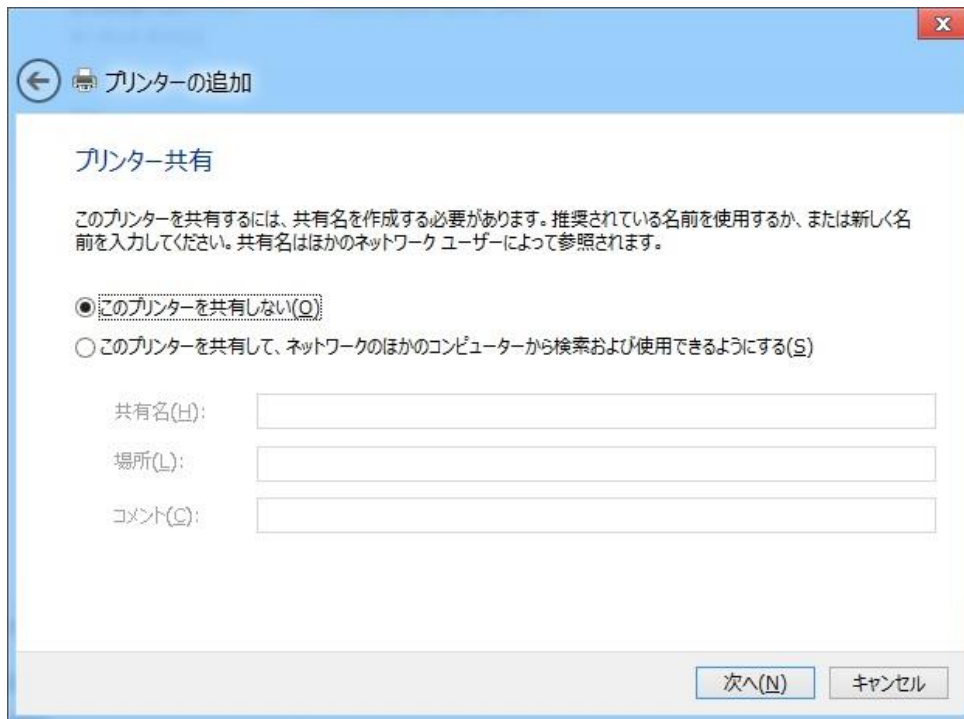 プリンターの追加
プリンター共有
このプリンターを共有するには、共有名を作成する必要があります。推奨されている名前を使用するか、または新しく名
前を入力してください。共有名はほかのネットワーク ユーザーによって参照されます。
このプリンターを共有しない(O)
このプリンターを共有して、ネットワークのほかのコンピューターから検索および使用できるようにする(S)
共有名(H):
場所(L):
コメント(C):
次へ(N) キャンセル